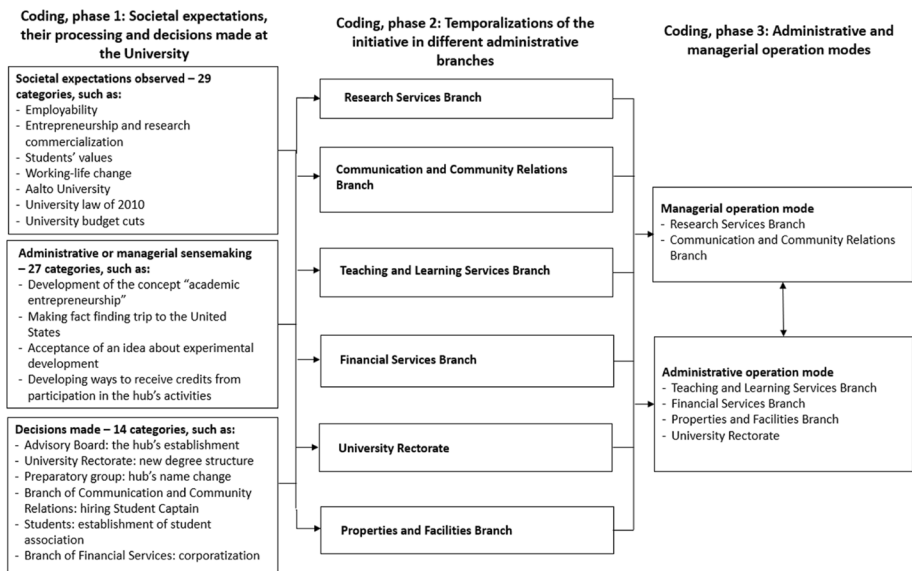 Coding, phase 1: Societal expectations,
their processing and decisions made at
the University
Societal expectations observed – 29
categories, such as:
- Employability
- Entrepreneurship and research
commercialization
- Students’ values
- Working-life change
- Aalto University
- University law of 2010
- University budget cuts
Administrative or managerial sensemaking
– 27 categories, such as:
- Development of the concept “academic
entrepreneurship”
- Making fact finding trip to the United
States
- Acceptance of an idea about experimental
development
- Developing ways to receive credits from
participation in the hub’s activities
Decisions made – 14 categories, such as:
- Advisory Board: the hub’s establishment
- University Rectorate: new degree structure
- Preparatory group: hub’s name change
- Branch of Communication and Community
Relations: hiring Student Captain
- Students: establishment of student
association
- Branch of Financial Services: corporatization
Coding, phase 2: Temporalizations of the
initiative in different administrative
branches
Research Services Branch
Communication and Community Relations
Branch
Teaching and Learning Services Branch
Financial Services Branch
University Rectorate
Properties and Facilities Branch
Coding, phase 3: Administrative and
managerial operation modes
Managerial operation mode
- Research Services Branch
- Communication and Community Relations
Branch
Administrative operation mode
- Teaching and Learning Services Branch
- Financial Services Branch
- Properties and Facilities Branch
- University Rectorate